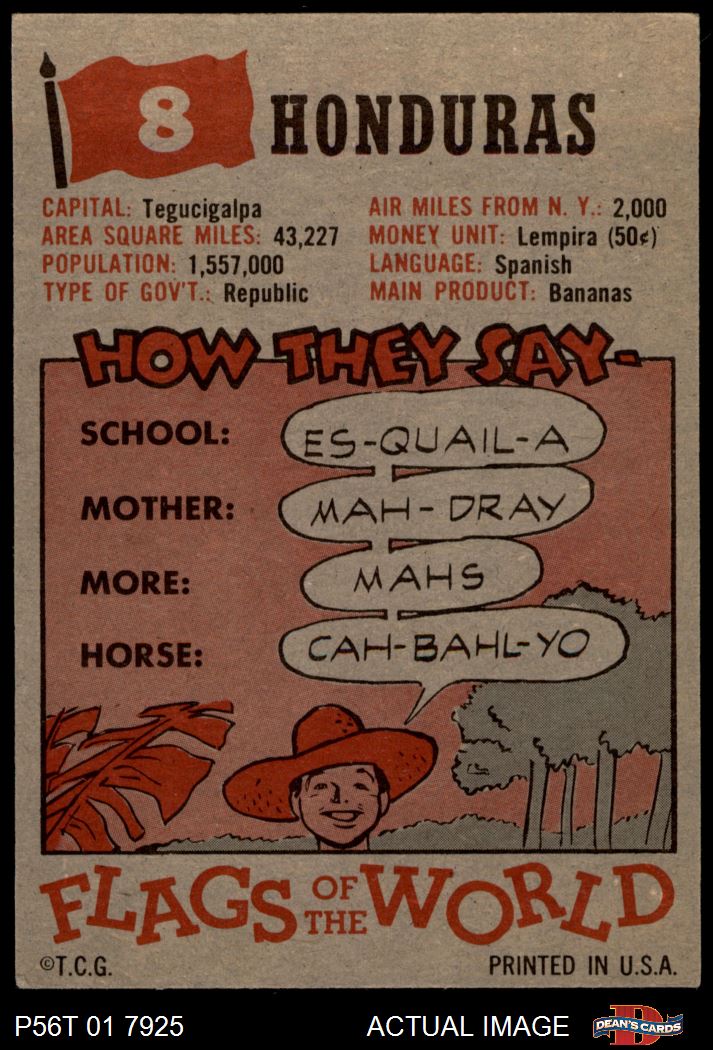 8 HONDURAS
CAPITAL: Tegucigalpa
AREA SQUARE MILES: 43,227
POPULATION: 1,557,000
TYPE OF GOV'T.: Republic
AIR MILES FROM N. Y.: 2,000
MONEY UNIT: Lempira (50¢)
LANGUAGE: Spanish
MAIN PRODUCT: Bananas
HOW THEY SAY-
SCHOOL: ES-QUAIL-A
MOTHER: MAH-DRAY
MORE: MAHS
HORSE: CAH-BAHL-YO
FLAGS OF THE WORLD
©T.C.G. PRINTED IN U.S.A.
P56T 01 7925 ACTUAL IMAGE D DEAN'S CARDS